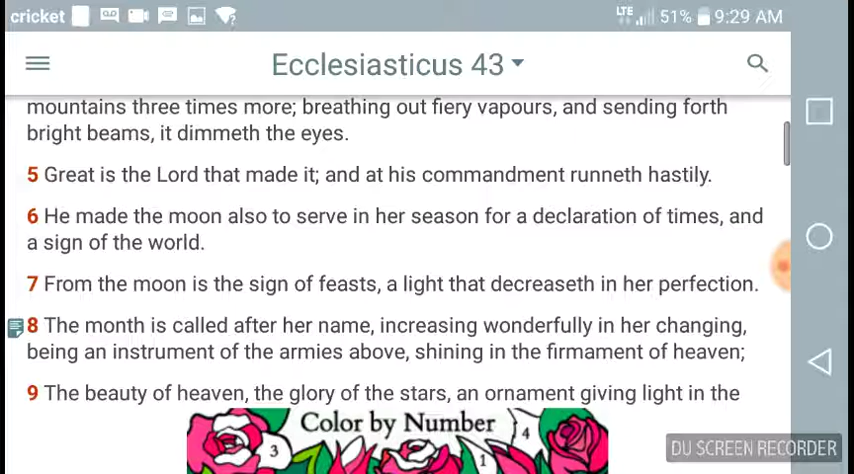 cricket LTE 51% 9:29 AM
Ecclesiasticus 43
mountains three times more; breathing out fiery vapours, and sending forth
bright beams, it dimmeth the eyes.
5 Great is the Lord that made it; and at his commandment runneth hastily.
6 He made the moon also to serve in her season for a declaration of times, and
a sign of the world.
7 From the moon is the sign of feasts, a light that decreaseth in her perfection.
8 The month is called after her name, increasing wonderfully in her changing,
being an instrument of the armies above, shining in the firmament of heaven;
9 The beauty of heaven, the glory of the stars, an ornament giving light in the
Color by Number
3 1 4
DU SCREEN RECORDER